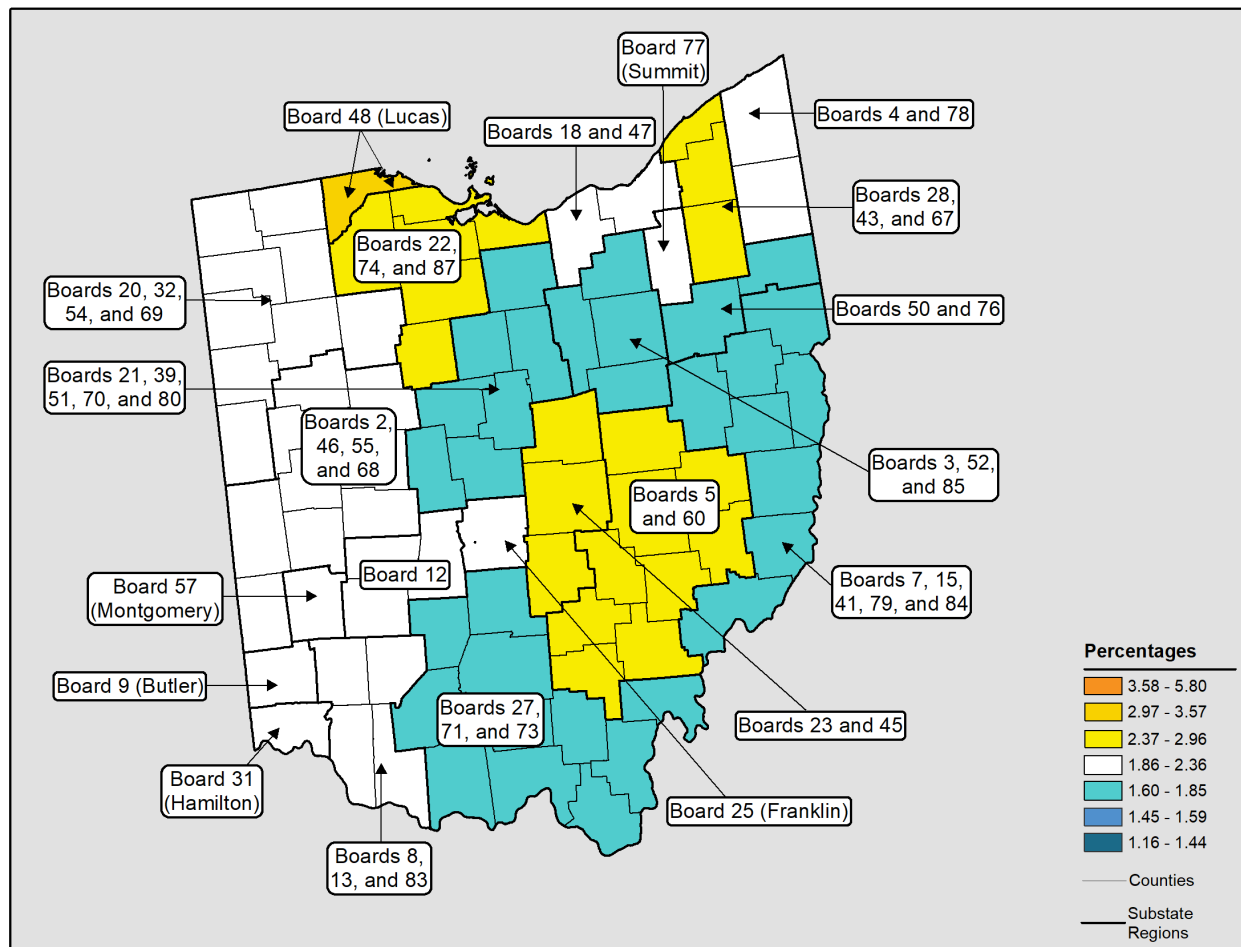 Board 77
(Summit)
Board 48 (Lucas)
Boards 18 and 47
Boards 4 and 78
Boards 28,
43, and 67
Boards 22,
74, and 87
Boards 20, 32,
54, and 69
Boards 50 and 76
Boards 21, 39,
51, 70, and 80
Boards 2,
46, 55,
and 68
Boards 3, 52,
and 85
Boards 5
and 60
Board 12
Board 57
(Montgomery)
Boards 7, 15,
41, 79, and 84
Board 9 (Butler)
Boards 27,
71, and 73
Boards 23 and 45
Board 31
(Hamilton)
Board 25 (Franklin)
Boards 8,
13, and 83
Percentages
3.58 - 5.80
2.97 - 3.57
2.37 - 2.96
1.86 - 2.36
1.60 - 1.85
1.45 - 1.59
1.16 - 1.44
Counties
Substate
Regions